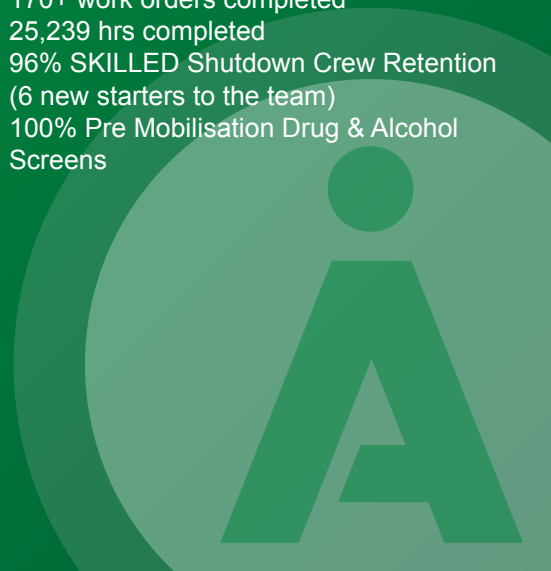 170+ work orders completed
25,239 hrs completed
96% SKILLED Shutdown Crew Retention
(6 new starters to the team)
100% Pre Mobilisation Drug & Alcohol
Screens